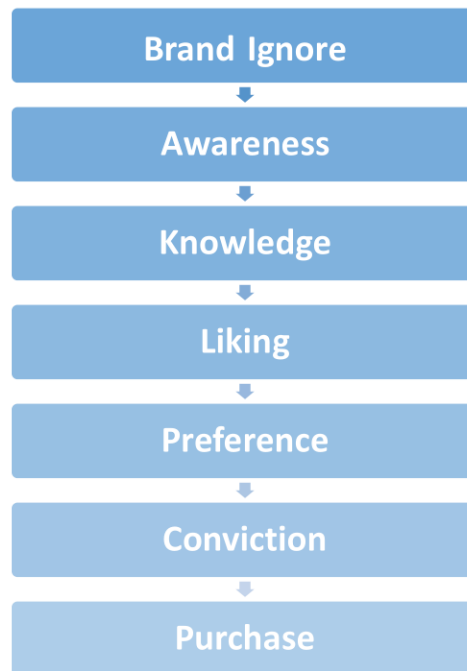 Brand Ignore
Awareness
Knowledge
Liking
Preference
Conviction
Purchase